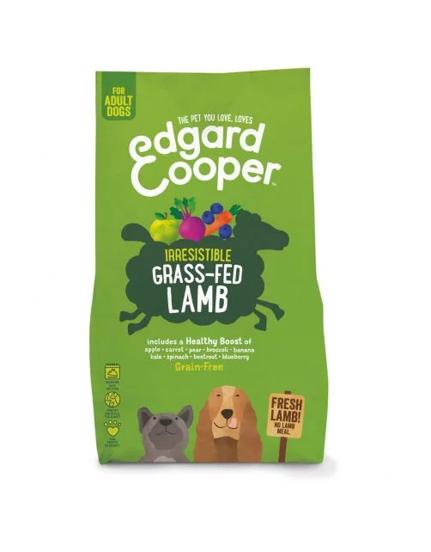 FOR
ADULT
DOGS
THE PET YOU LOVE, LOVES
Edgard
Cooper™
IRRESISTIBLE
GRASS-FED
LAMB
includes a Healthy Boost of
apple • carrot • pear • broccoli • banana
kale • spinach • beetroot • blueberry
Grain-Free
FRESH
LAMB!
NO LAMB
MEAL.